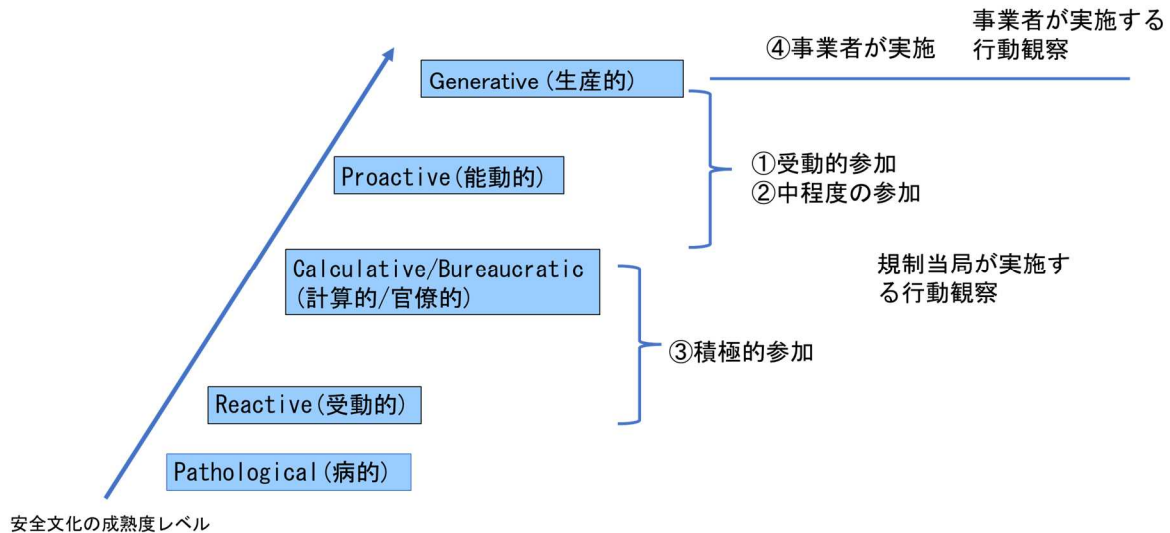 事業者が実施する
行動観察
④事業者が実施
Generative (生産的)
①受動的参加
②中程度の参加
Proactive(能動的)
Calculative/Bureaucratic
(計算的/官僚的)
規制当局が実施す
る行動観察
③積極的参加
Reactive(受動的)
Pathological(病的)
安全文化の成熟度レベル